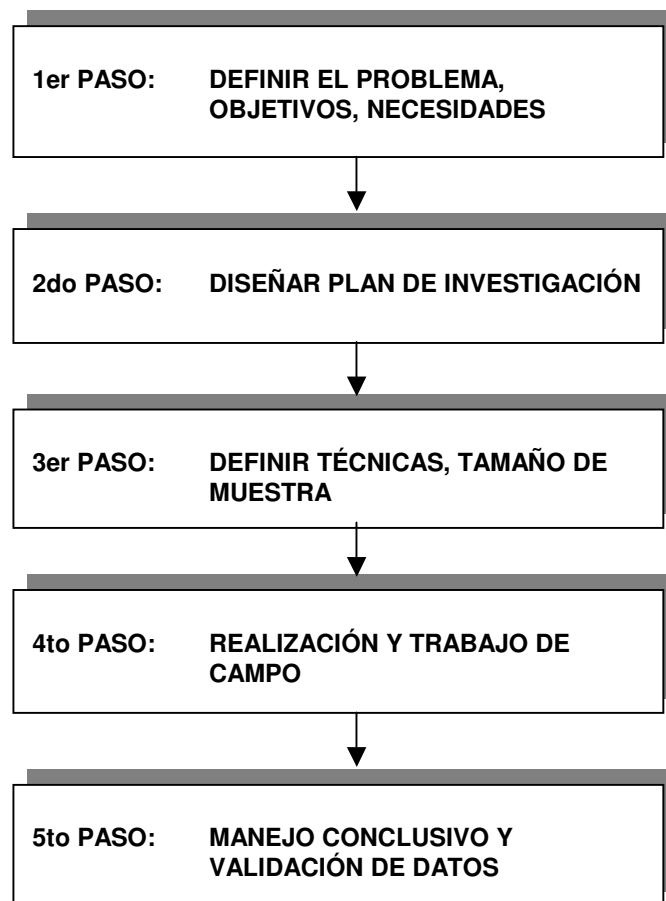 1er PASO: DEFINIR EL PROBLEMA,
OBJETIVOS, NECESIDADES
2do PASO: DISEÑAR PLAN DE INVESTIGACIÓN
3er PASO: DEFINIR TÉCNICAS, TAMAÑO DE
MUESTRA
4to PASO: REALIZACIÓN Y TRABAJO DE
CAMPO
5to PASO: MANEJO CONCLUSIVO Y
VALIDACIÓN DE DATOS